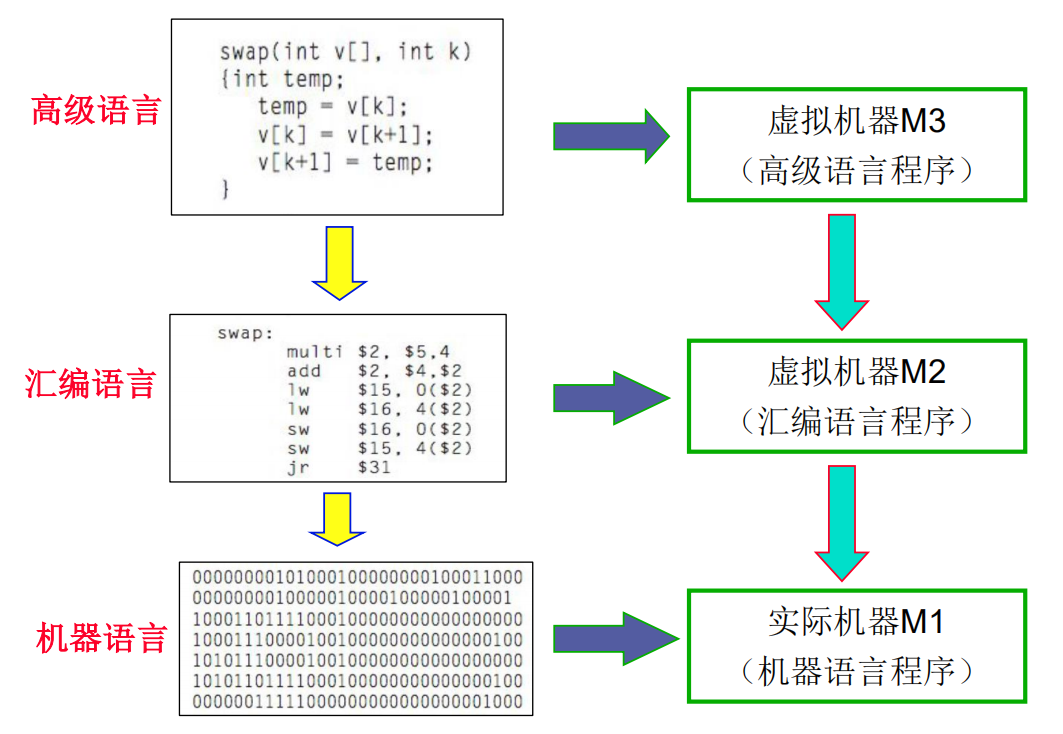 swap(int v[], int k)
{int temp;
temp = v[k];
v[k] = v[k+1];
v[k+1] = temp;
}
高级语言
虚拟机器M3
（高级语言程序）
swap:
multi $2, $5,4
add $2, $4,$2
lw $15, 0($2)
lw $16, 4($2)
sw $16, 0($2)
sw $15, 4($2)
jr $31
汇编语言
虚拟机器M2
（汇编语言程序）
00000000101000100000000100011000
0000000010000010000100000100001
10001101111000100000000000000000
10001110000100100000000000000100
10101110000100100000000000000000
10101101111000100000000000000100
00000011111000000000000000001000
机器语言
实际机器M1
（机器语言程序）